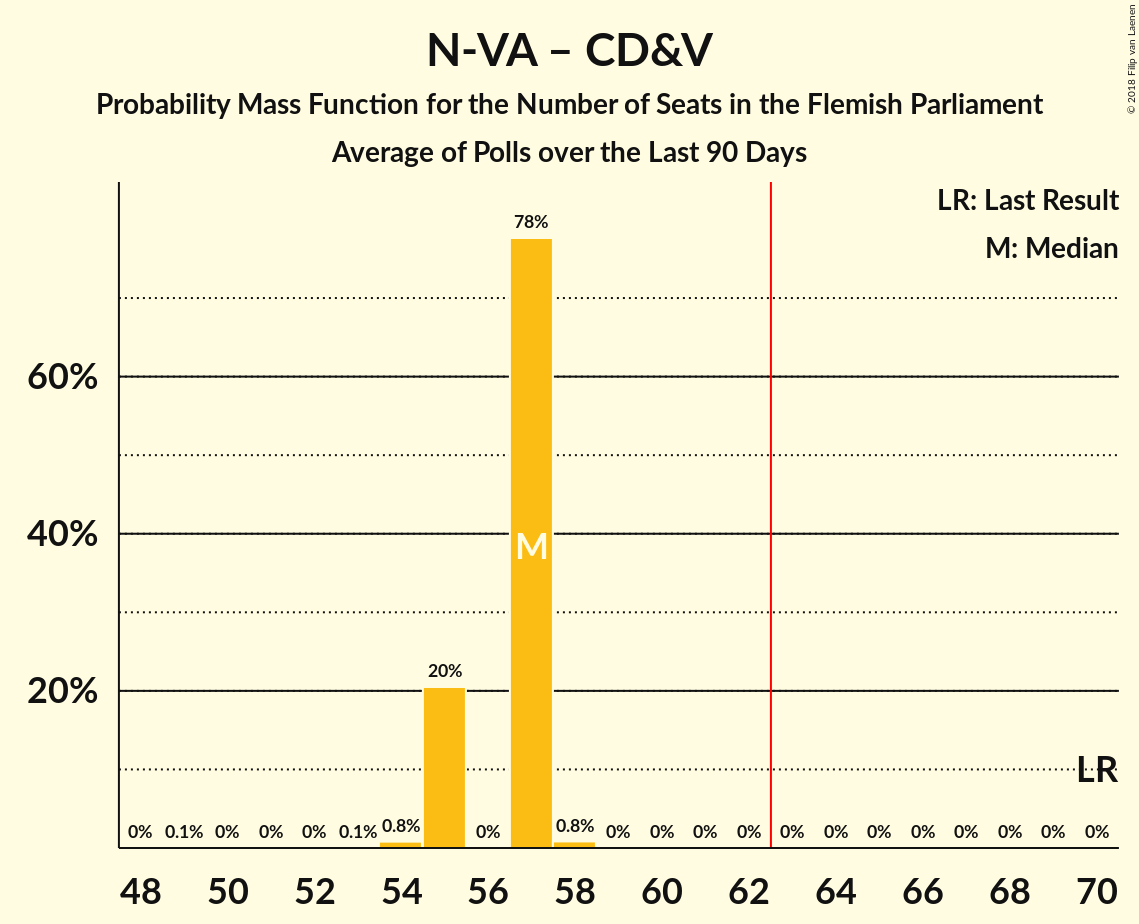 N-VA – CD&V
Probability Mass Function for the Number of Seats in the Flemish Parliament
Average of Polls over the Last 90 Days
© 2018 Filip van Laenen
LR: Last Result
M: Median
78%
60%
40%
M
20%
20%
LR
0% 0.1% 0% 0% 0% 0.1% 0.8% 0% 0.8% 0% 0% 0% 0% 0% 0% 0% 0% 0% 0% 0% 0%
48 50 52 54 56 58 60 62 64 66 68 70